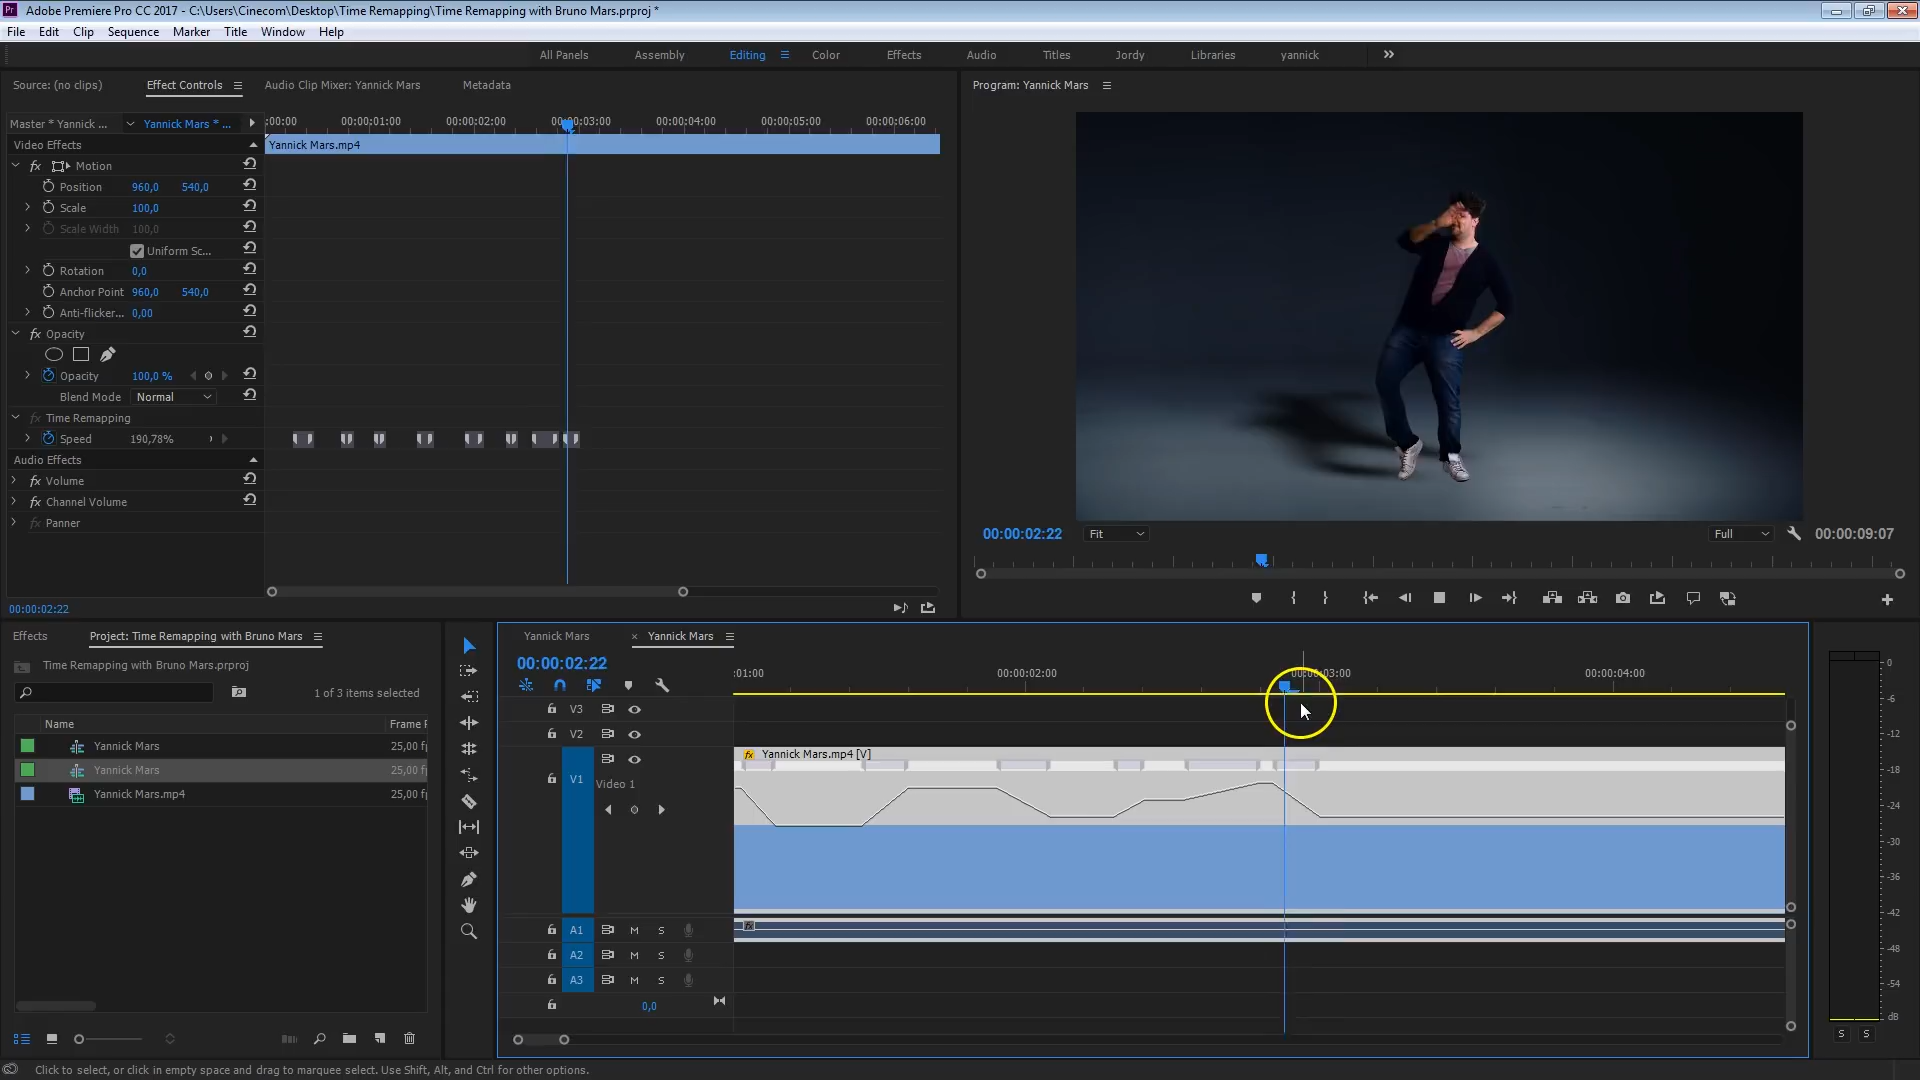 Pr Adobe Premiere Pro CC 2017 - C:\Users\Cinecom\Desktop\Time Remapping\Time Remapping with Bruno Mars.prproj *
File Edit Clip Sequence Marker Title Window Help
All Panels Assembly Editing Color Effects Audio Titles Jordy Libraries yannick
Source: (no clips) Effect Controls Audio Clip Mixer: Yannick Mars Metadata
Program: Yannick Mars
Master * Yannick ... Yannick Mars * ...
;00:00 00:00:01:00 00:00:02:00 00:00:03:00 00:00:04:00 00:00:05:00 00:00:06:00
Video Effects
Yannick Mars.mp4
fx Motion
Position 960,0 540,0
Scale 100,0
Scale Width 100,0
Uniform Sc...
Rotation 0,0
Anchor Point 960,0 540,0
Anti-flicker... 0,00
fx Opacity
Opacity 100,0 %
Blend Mode Normal
fx Time Remapping
Speed 190,78%
Audio Effects
fx Volume
fx Channel Volume
fx Panner
00:00:02:22
00:00:02:22 Fit Full 00:00:09:07
Effects Project: Time Remapping with Bruno Mars
Time Remapping with Bruno Mars.prproj
1 of 3 items selected
Name Frame F
Yannick Mars 25,00 f
Yannick Mars 25,00 f
Yannick Mars.mp4 25,00 f
Yannick Mars × Yannick Mars
00:00:02:22
:01:00 00:00:02:00 00:00:03:00 00:00:04:00
V3
V2
fx Yannick Mars.mp4 [V]
V1
Video 1
A1 M S
A2 M S
A3 M S
0,0
0
-6
-12
-18
-24
-30
-36
-42
-48
-54
dB
S S
Click to select, or click in empty space and drag to marquee select. Use Shift, Alt, and Ctrl for other options.